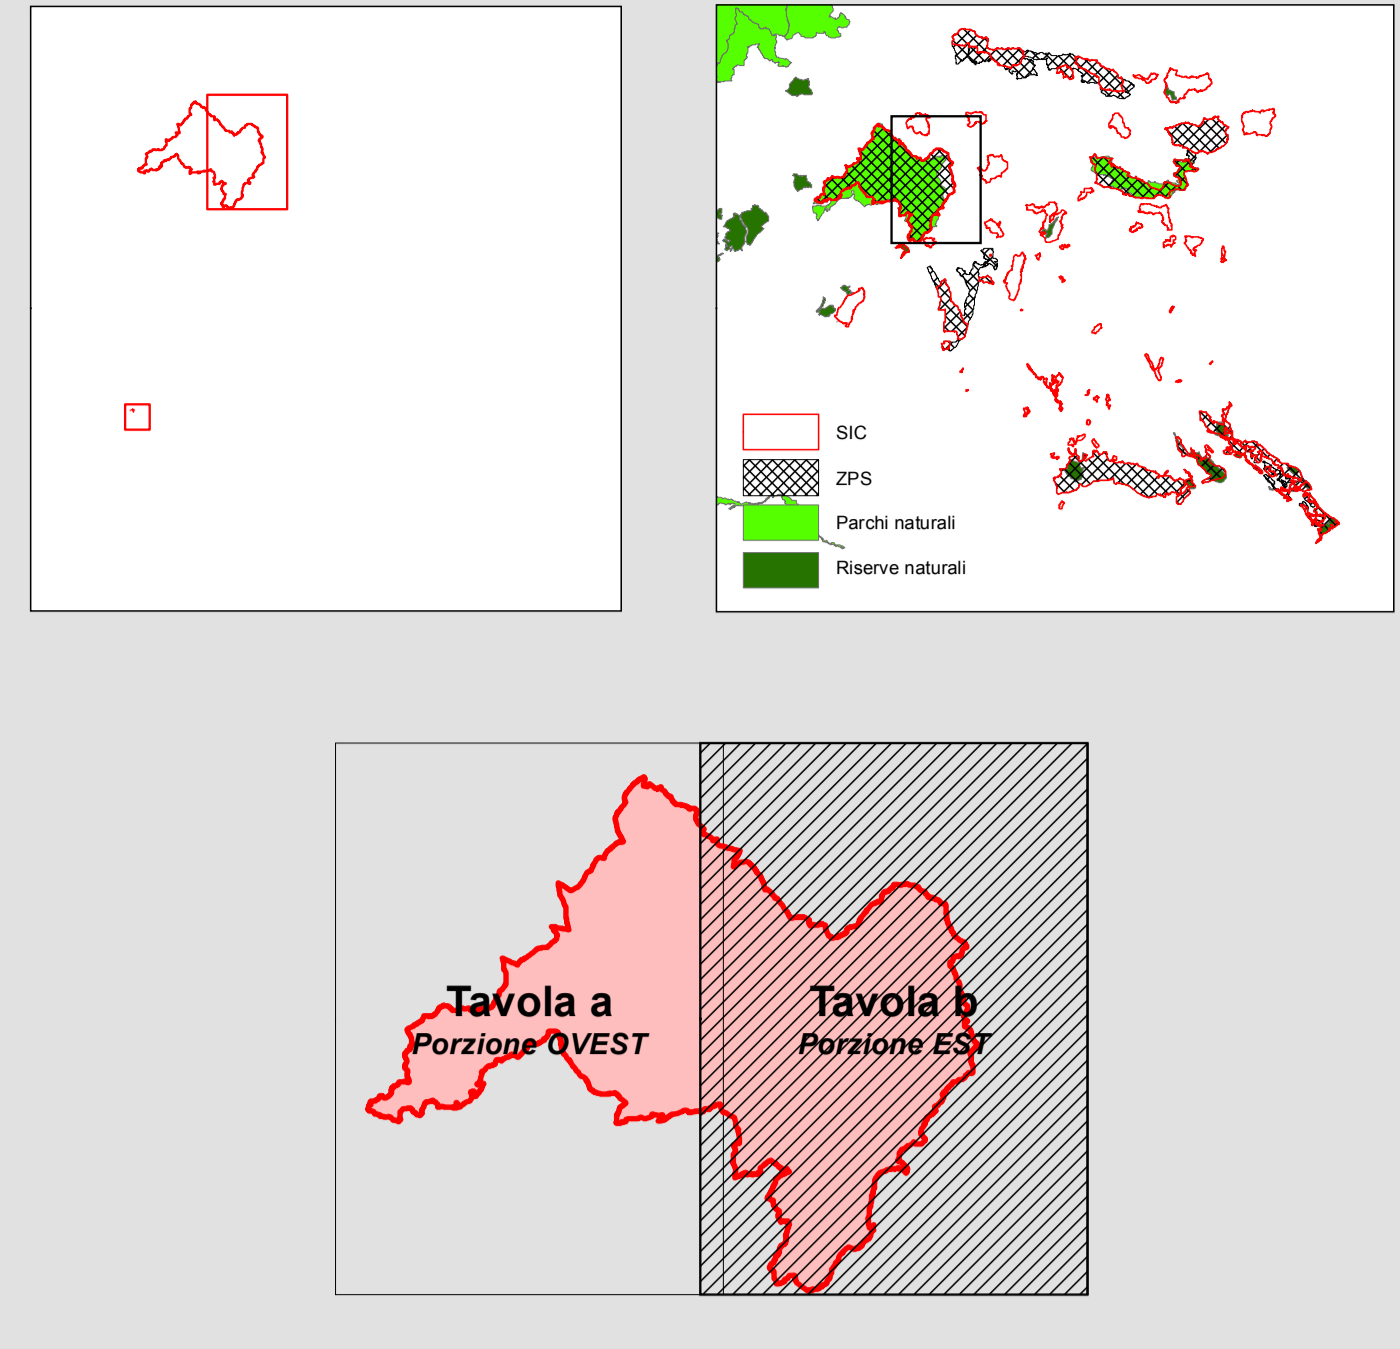 SIC
ZPS
Parchi naturali
Riserve naturali
Tavola a
Porzione OVEST
Tavola b
Porzione EST